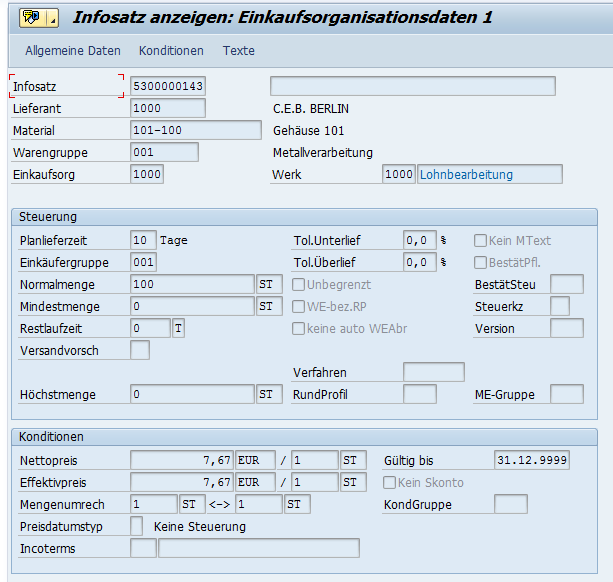 Infosatz anzeigen: Einkaufsorganisationsdaten 1
Allgemeine Daten Konditionen Texte
Infosatz 5300000143
Lieferant 1000 C.E.B. BERLIN
Material 101-100 Gehäuse 101
Warengruppe 001 Metallverarbeitung
Einkaufsorg 1000 Werk 1000 Lohnbearbeitung
Steuerung
Planlieferzeit 10 Tage Tol.Unterlief 0,0 % Kein MText
Einkäufergruppe 001 Tol.Überlief 0,0 % BestätPfl.
Normalmenge 100 ST Unbegrenzt BestätSteu
Mindestmenge 0 ST WE-bez.RP Steuerkz
Restlaufzeit 0 T keine auto WEAbr Version
Versandvorsch
Verfahren
Höchstmenge 0 ST RundProfil ME-Gruppe
Konditionen
Nettopreis 7,67 EUR / 1 ST Gültig bis 31.12.9999
Effektivpreis 7,67 EUR / 1 ST Kein Skonto
Mengenumrech 1 ST <-> 1 ST KondGruppe
Preisdatumstyp Keine Steuerung
Incoterms